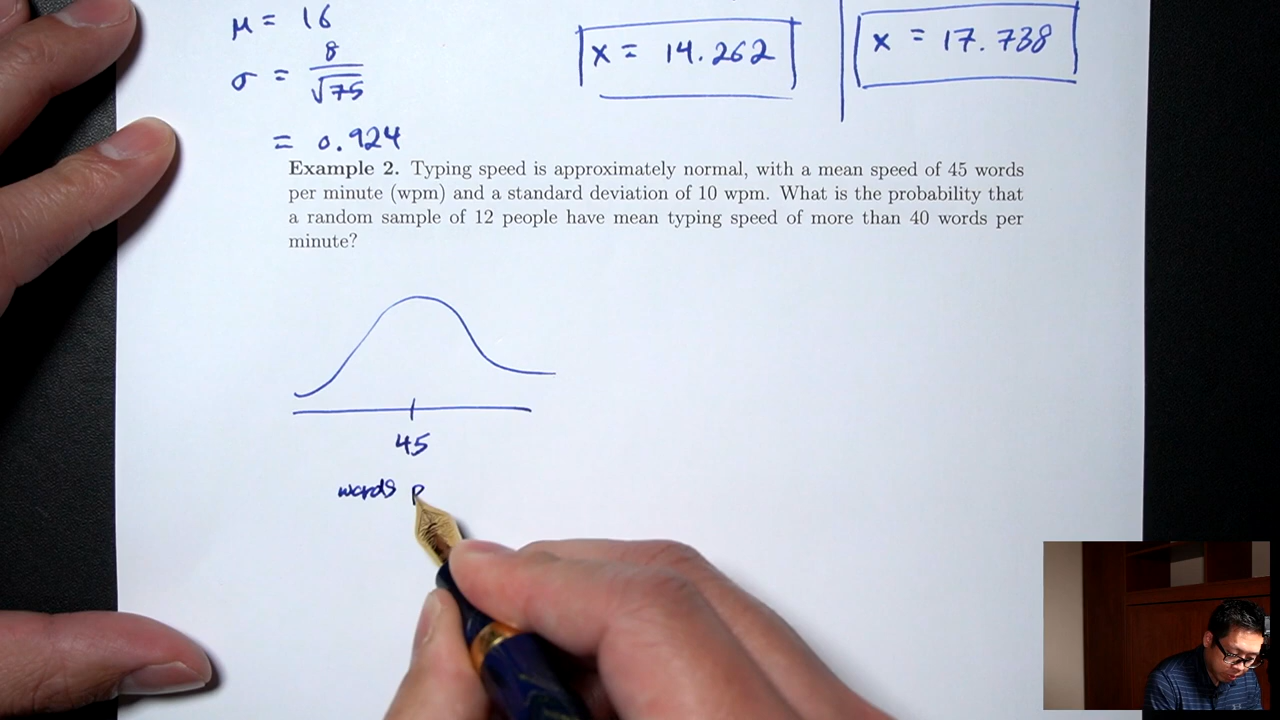 μ = 16
σ = 8/√75
= 0.924
x = 14.262
x = 17.738
Example 2. Typing speed is approximately normal, with a mean speed of 45 words
per minute (wpm) and a standard deviation of 10 wpm. What is the probability that
a random sample of 12 people have mean typing speed of more than 40 words per
minute?
45
words p